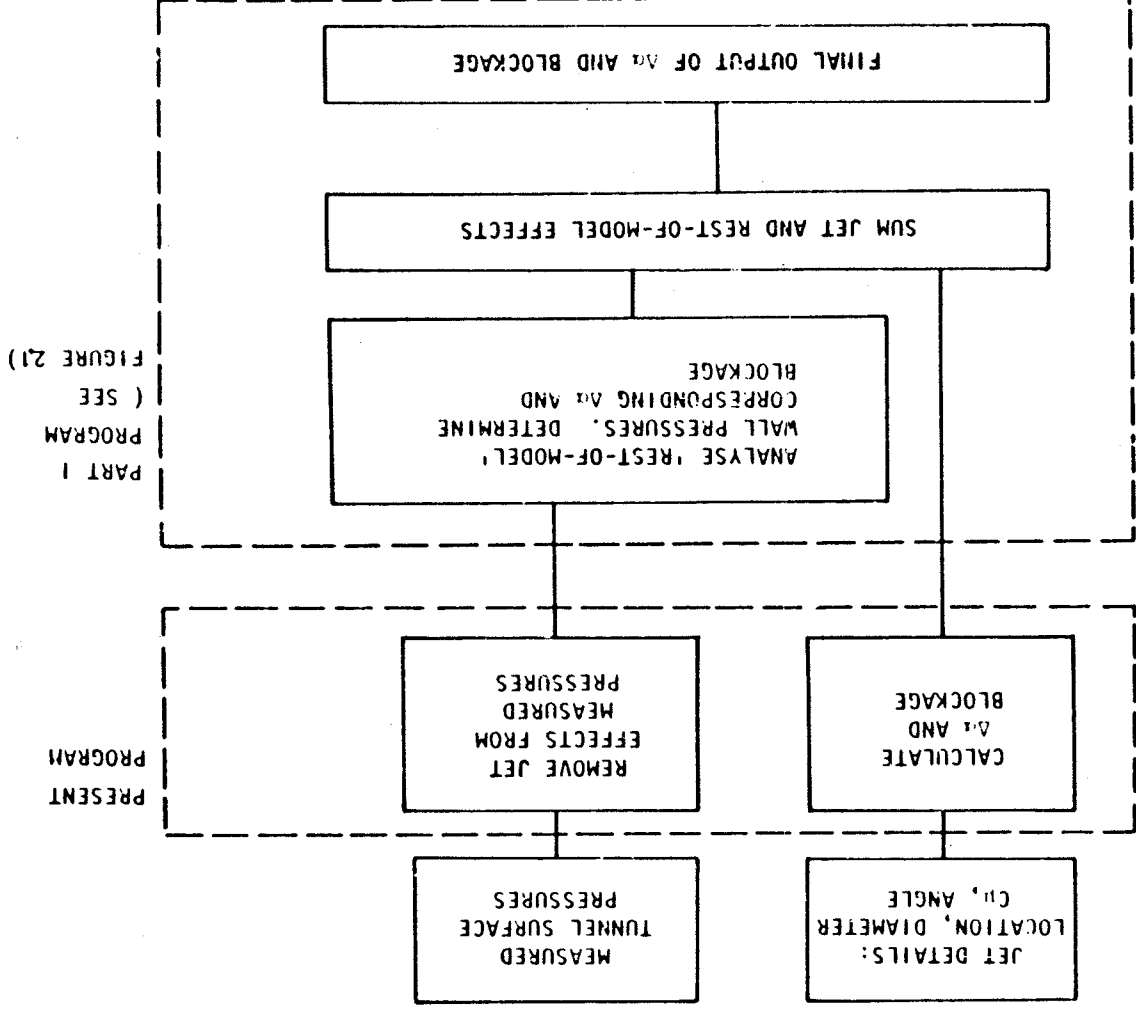 JET DETAILS:
LOCATION, DIAMETER
Cμ, ANGLE
MEASURED
TUNNEL SURFACE
PRESSURES
CALCULATE
Δα AND
BLOCKAGE
REMOVE JET
EFFECTS FROM
MEASURED
PRESSURES
PRESENT
PROGRAM
ANALYSE 'REST-OF-MODEL'
WALL PRESSURES. DETERMINE
CORRESPONDING Δα AND
BLOCKAGE
PART I
PROGRAM
( SEE
FIGURE 2.1)
SUM JET AND REST-OF-MODEL EFFECTS
FINAL OUTPUT OF Δα AND BLOCKAGE